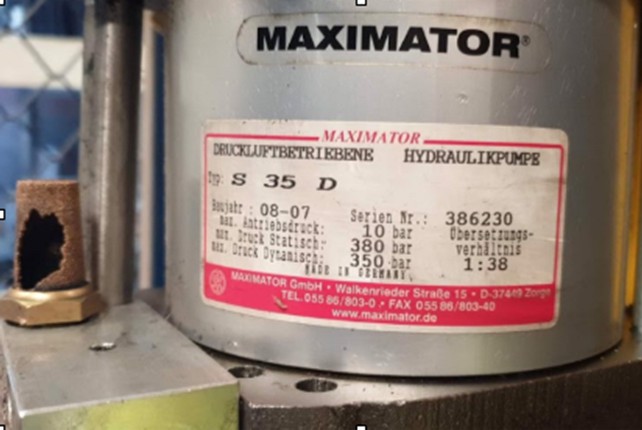 MAXIMATOR®
MAXIMATOR
DRUCKLUFTBETRIEBENE HYDRAULIKPUMPE
Typ: S 35 D
Baujahr: 08-07 Serien Nr.: 386230
max. Antriebsdruck: 10 bar Übersetzungs-
max. Druck Statisch: 380 bar verhältnis
max. Druck Dynamisch: 350 bar 1:38
MADE IN GERMANY
MAXIMATOR GmbH • Walkenrieder Straße 15 • D-37449 Zorge
TEL. 055 86/803-0 • FAX 055 86/803-40
www.maximator.de